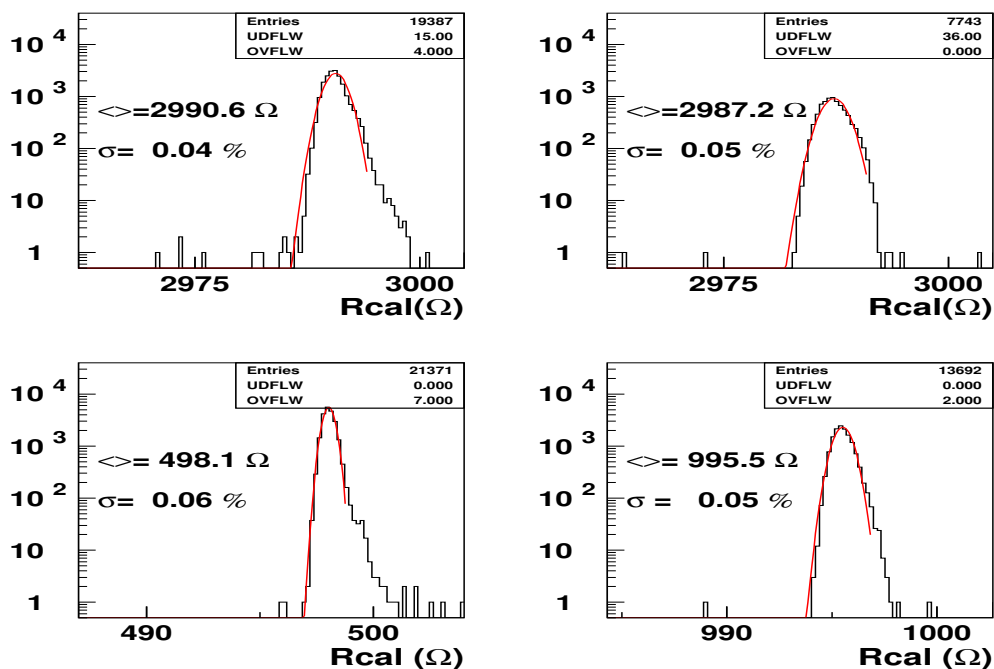 Entries 19387
UDFLW 15.00
OVFLW 4.000
10 4
10 3
10 2
10
1
<>=2990.6 Ω
σ= 0.04 %
2975 3000
Rcal(Ω)
Entries 7743
UDFLW 36.00
OVFLW 0.000
10 4
10 3
10 2
10
1
<>=2987.2 Ω
σ= 0.05 %
2975 3000
Rcal(Ω)
Entries 21371
UDFLW 0.000
OVFLW 7.000
10 4
10 3
10 2
10
1
<>= 498.1 Ω
σ= 0.06 %
490 500
Rcal (Ω)
Entries 13692
UDFLW 0.000
OVFLW 2.000
10 4
10 3
10 2
10
1
<>= 995.5 Ω
σ = 0.05 %
990 1000
Rcal (Ω)